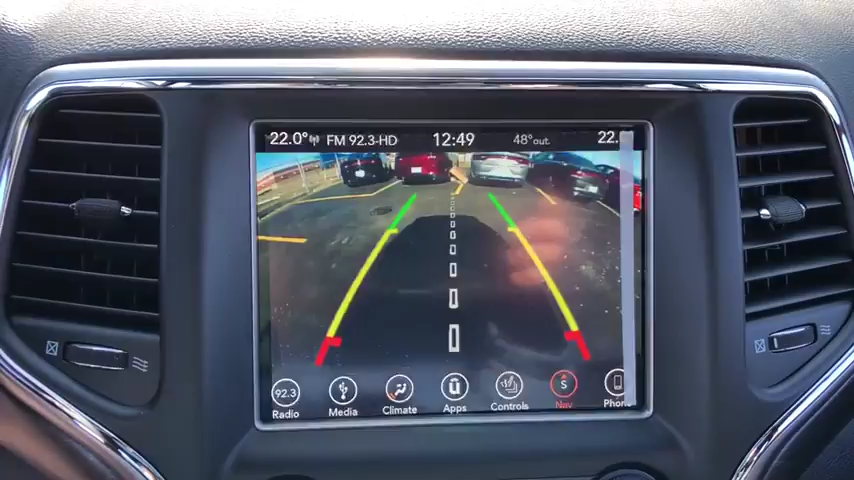 22.0° FM 92.3-HD 12:49 48°out. 22.
92.3 S
Radio Media Climate Apps Controls Nav Phone